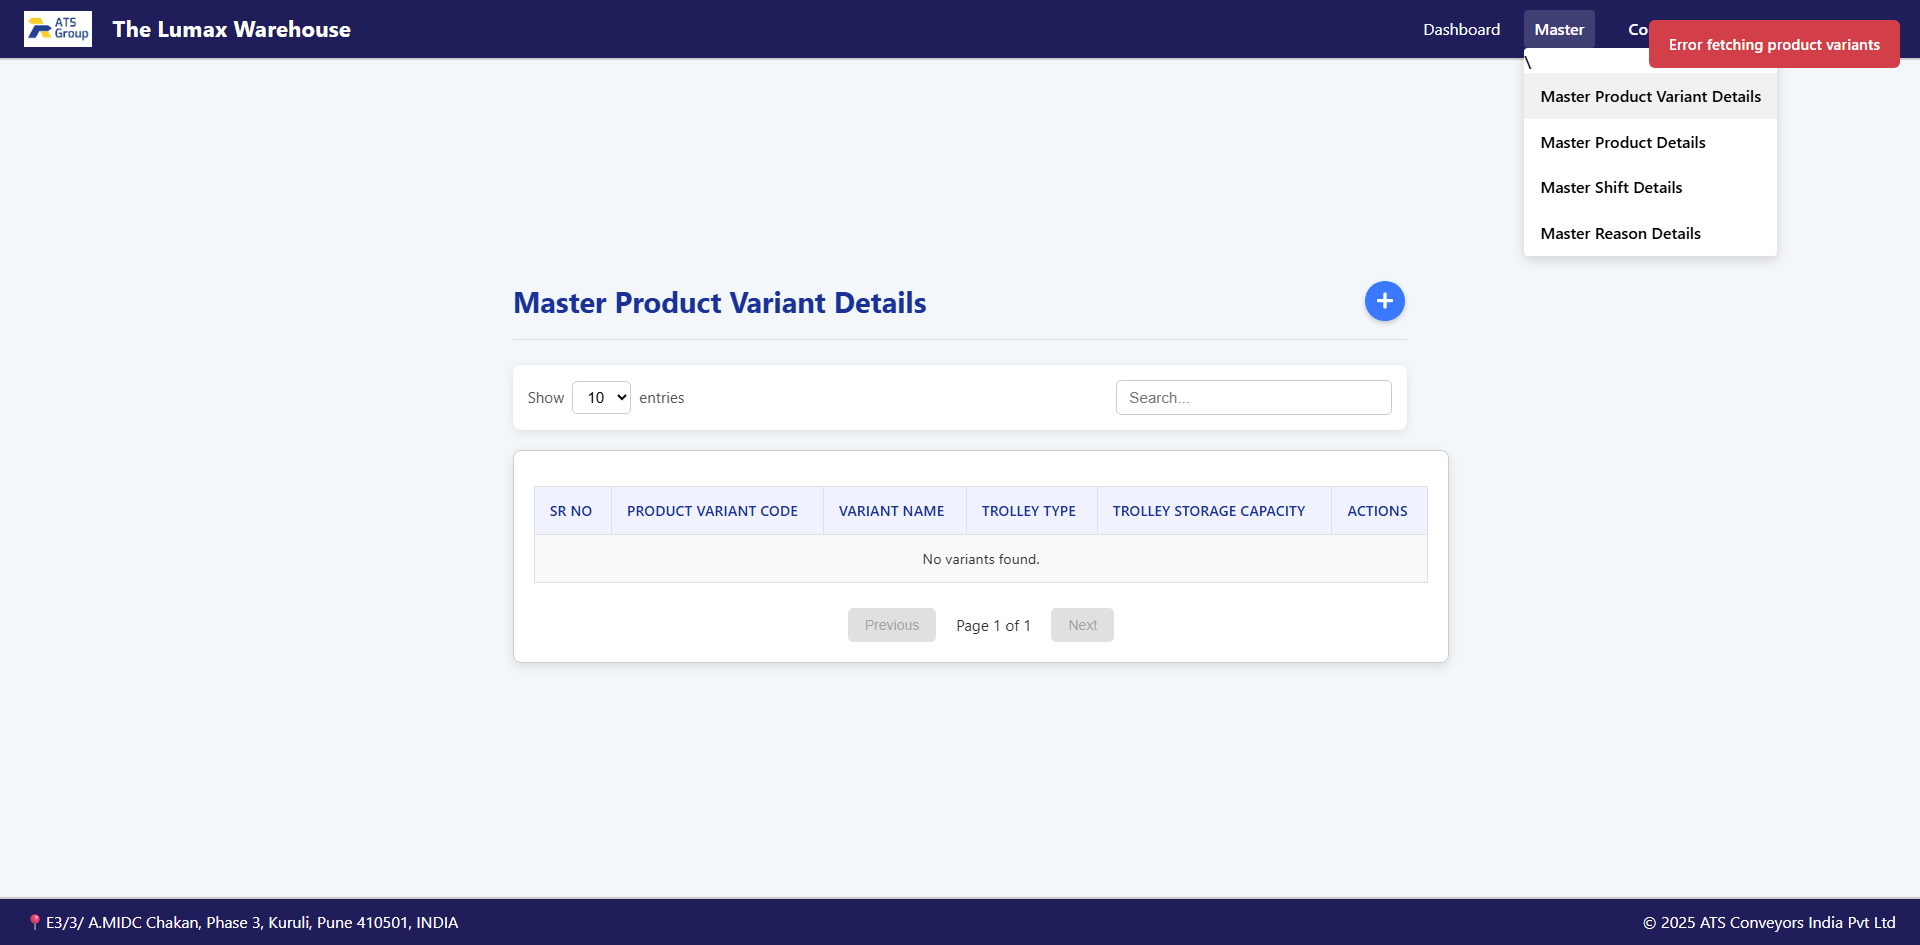 ATS
Group
The Lumax Warehouse
Dashboard
Master
Co
Error fetching product variants
\
Master Product Variant Details
Master Product Details
Master Shift Details
Master Reason Details
Master Product Variant Details
+
Show 10 entries
Search...
SR NO PRODUCT VARIANT CODE VARIANT NAME TROLLEY TYPE TROLLEY STORAGE CAPACITY ACTIONS
No variants found.
Previous Page 1 of 1 Next
E3/3/ A.MIDC Chakan, Phase 3, Kuruli, Pune 410501, INDIA
© 2025 ATS Conveyors India Pvt Ltd